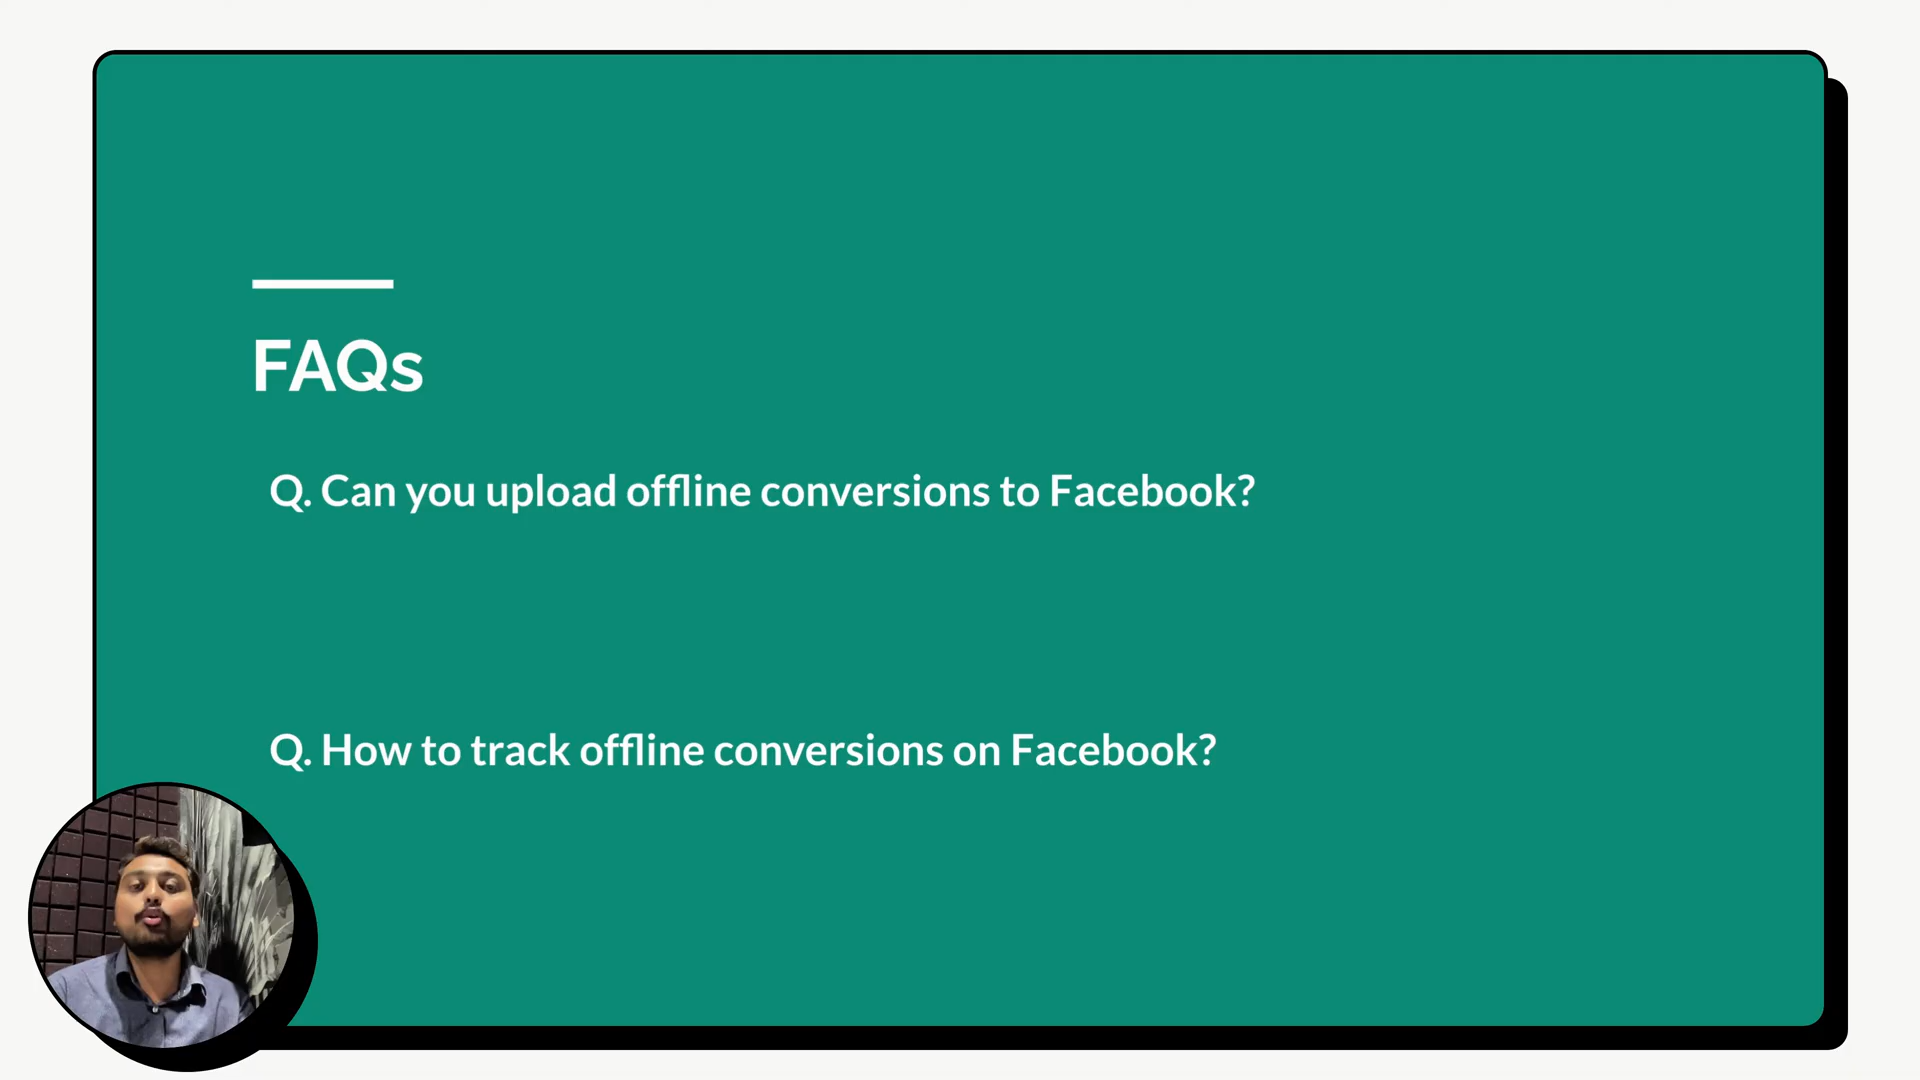 FAQs
Q. Can you upload offline conversions to Facebook?
Q. How to track offline conversions on Facebook?